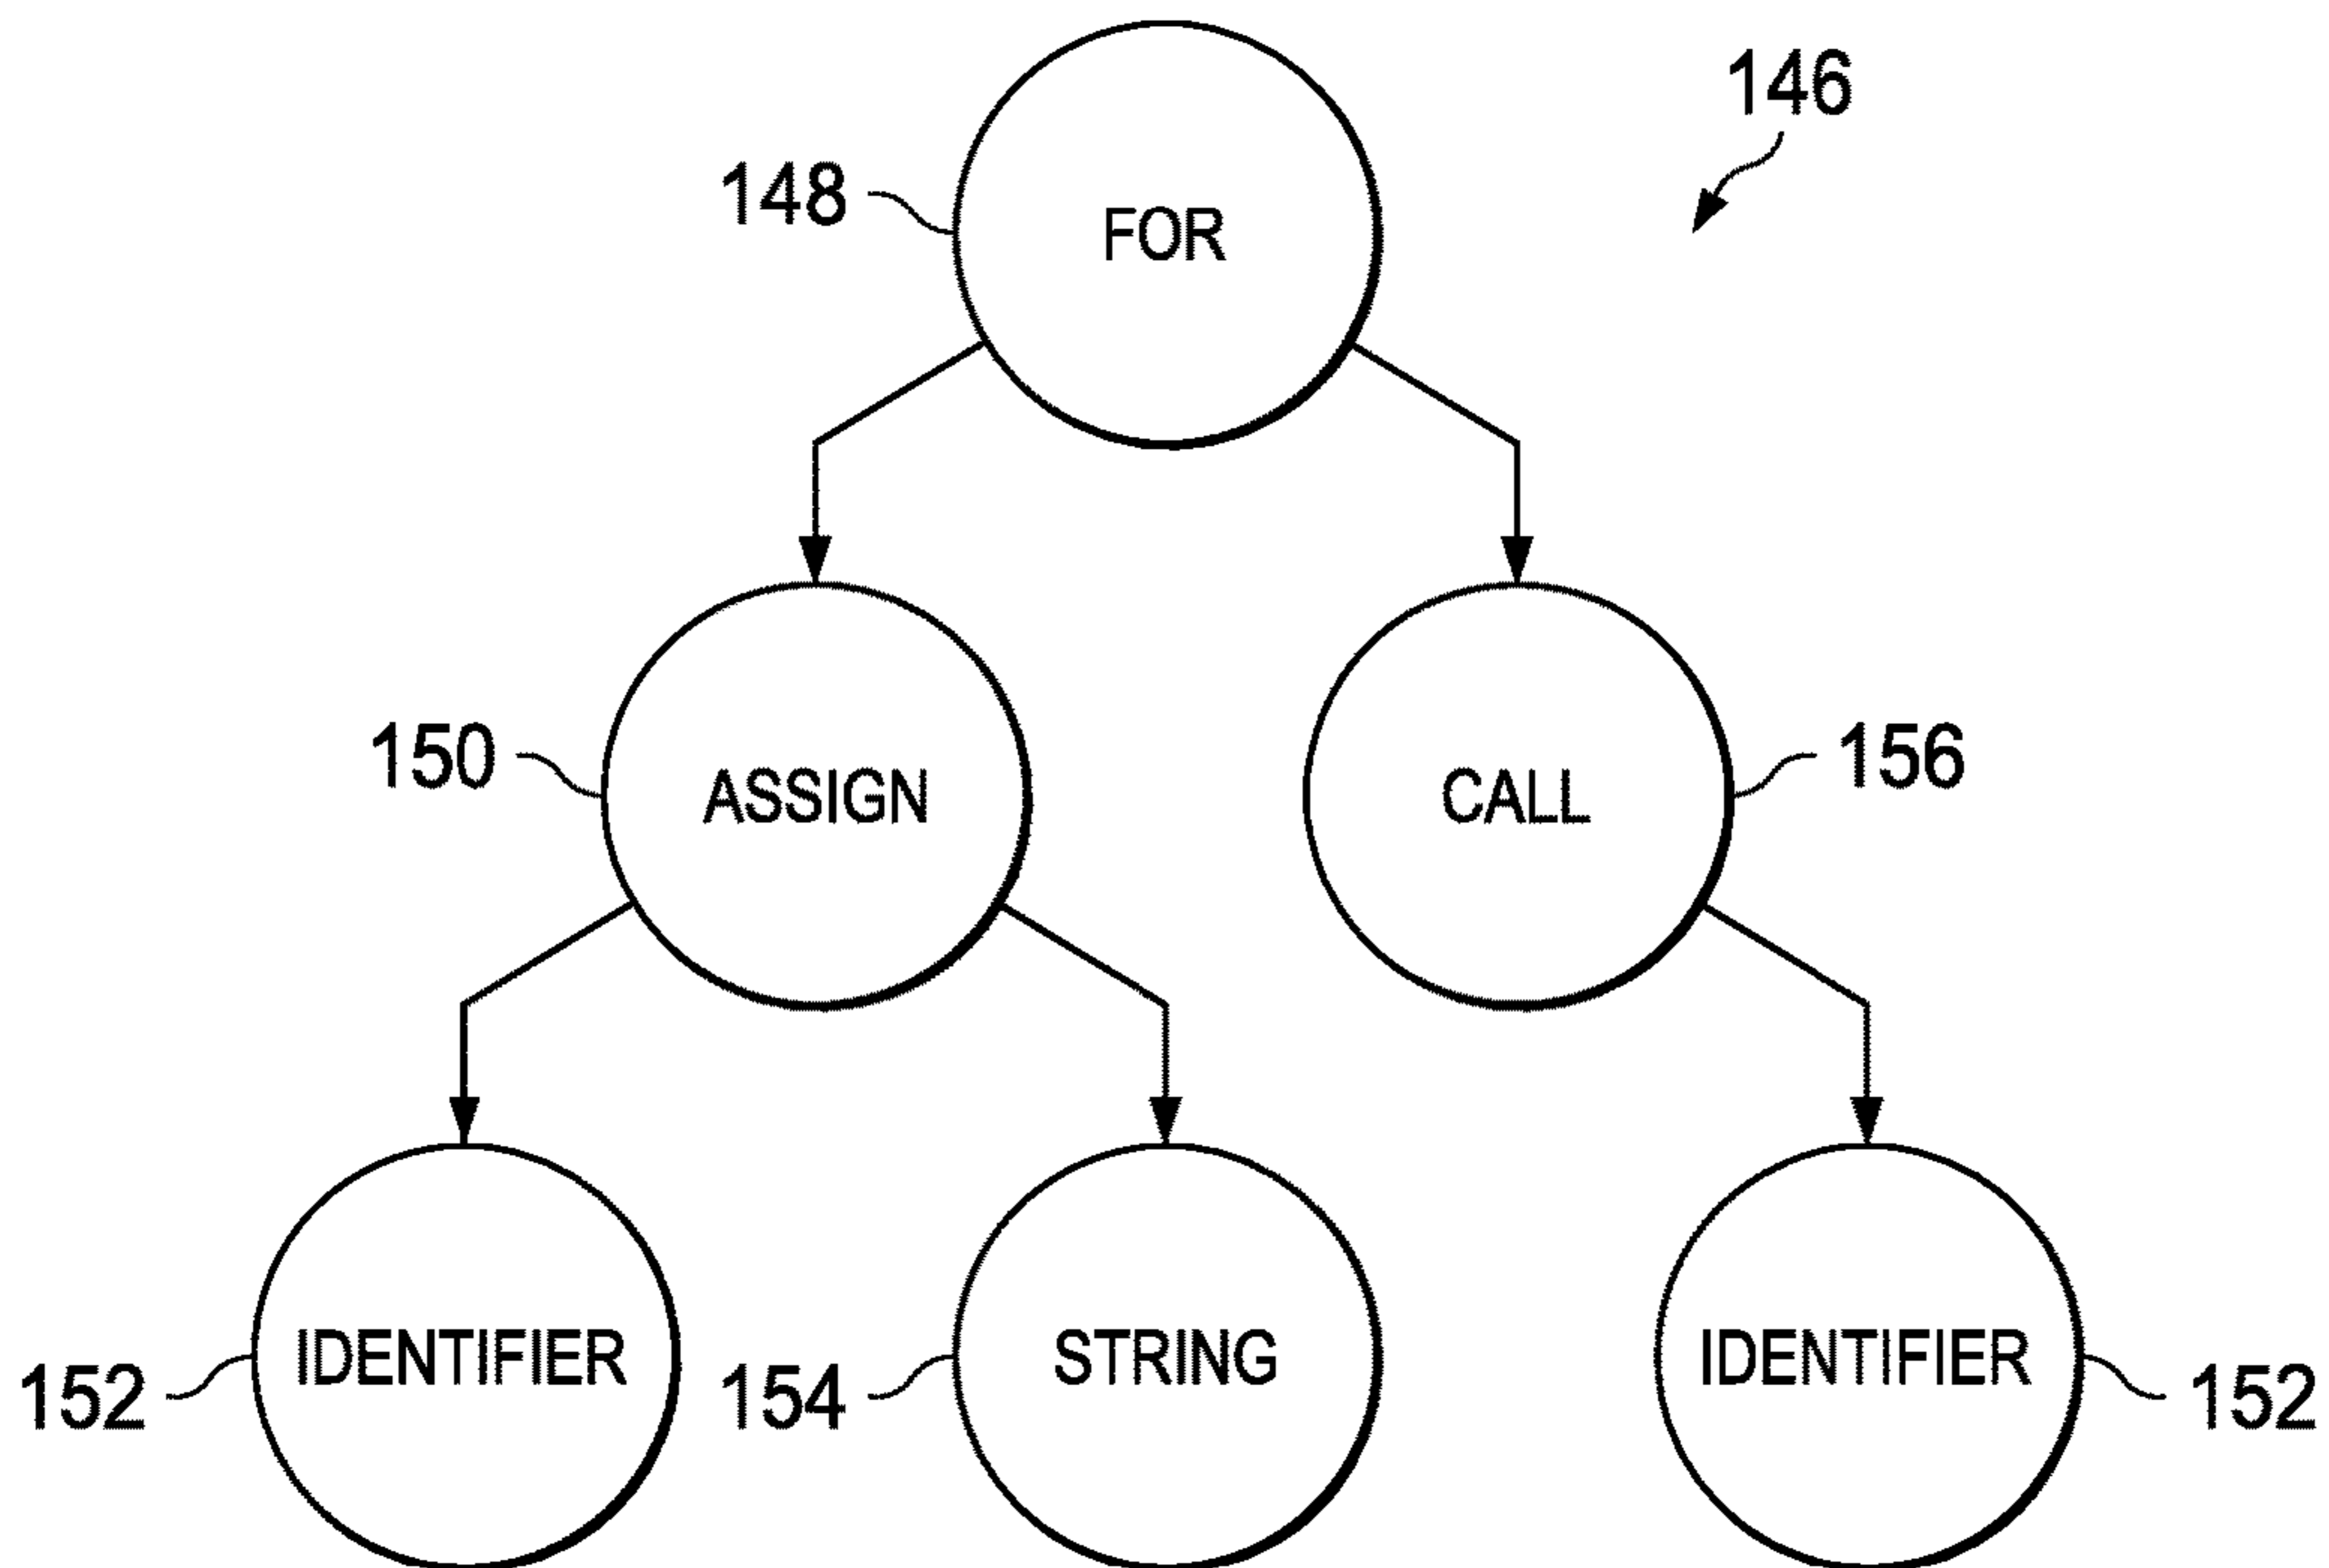 146
148
FOR
150
ASSIGN
CALL
156
152
IDENTIFIER
154
STRING
IDENTIFIER
152